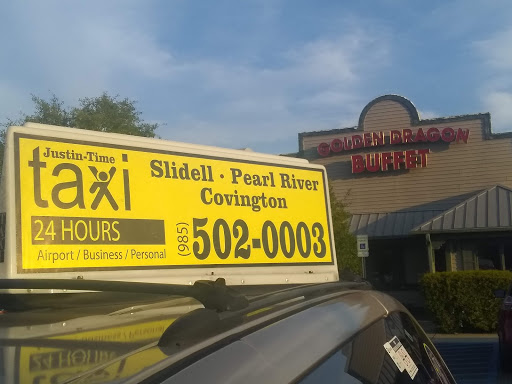 Justin-Time
taxi
24 HOURS
Airport / Business / Personal
Slidell • Pearl River
Covington
(985) 502-0003
GOLDEN DRAGON
BUFFET